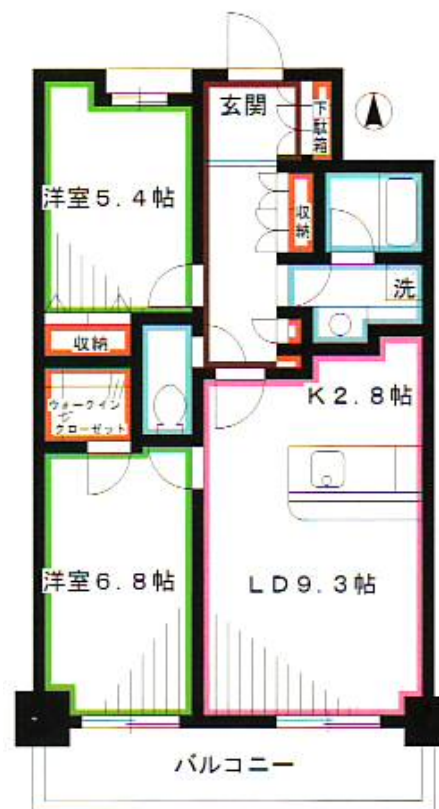 玄関
下駄箱
洋室5.4帖
収納
洗
収納
ウォークイン
クローゼット
K2.8帖
洋室6.8帖
LD9.3帖
バルコニー